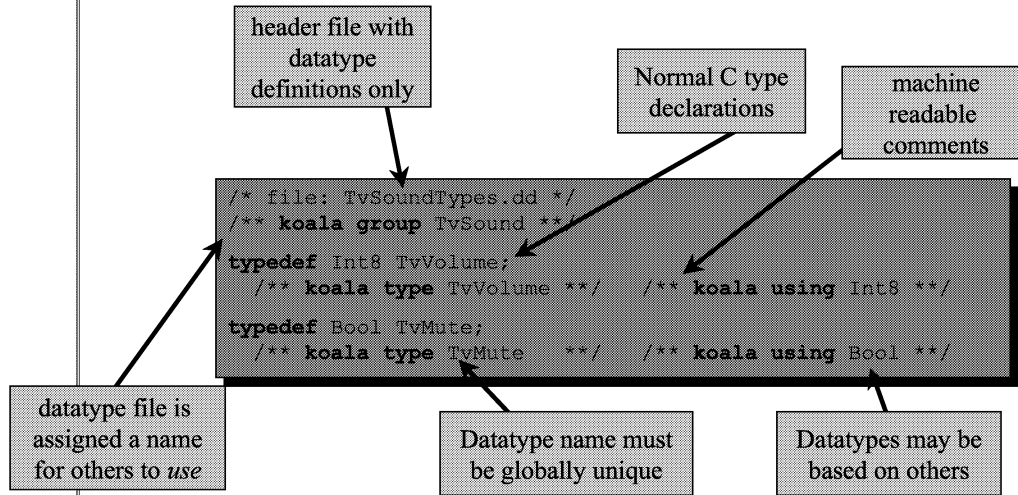 header file with
datatype
definitions only
Normal C type
declarations
machine
readable
comments
/* file: TvSoundTypes.dd */
/** koala group TvSound **/
typedef Int8 TvVolume;
/** koala type TvVolume **/ /** koala using Int8 **/
typedef Bool TvMute;
/** koala type TvMute **/ /** koala using Bool **/
datatype file is
assigned a name
for others to use
Datatype name must
be globally unique
Datatypes may be
based on others